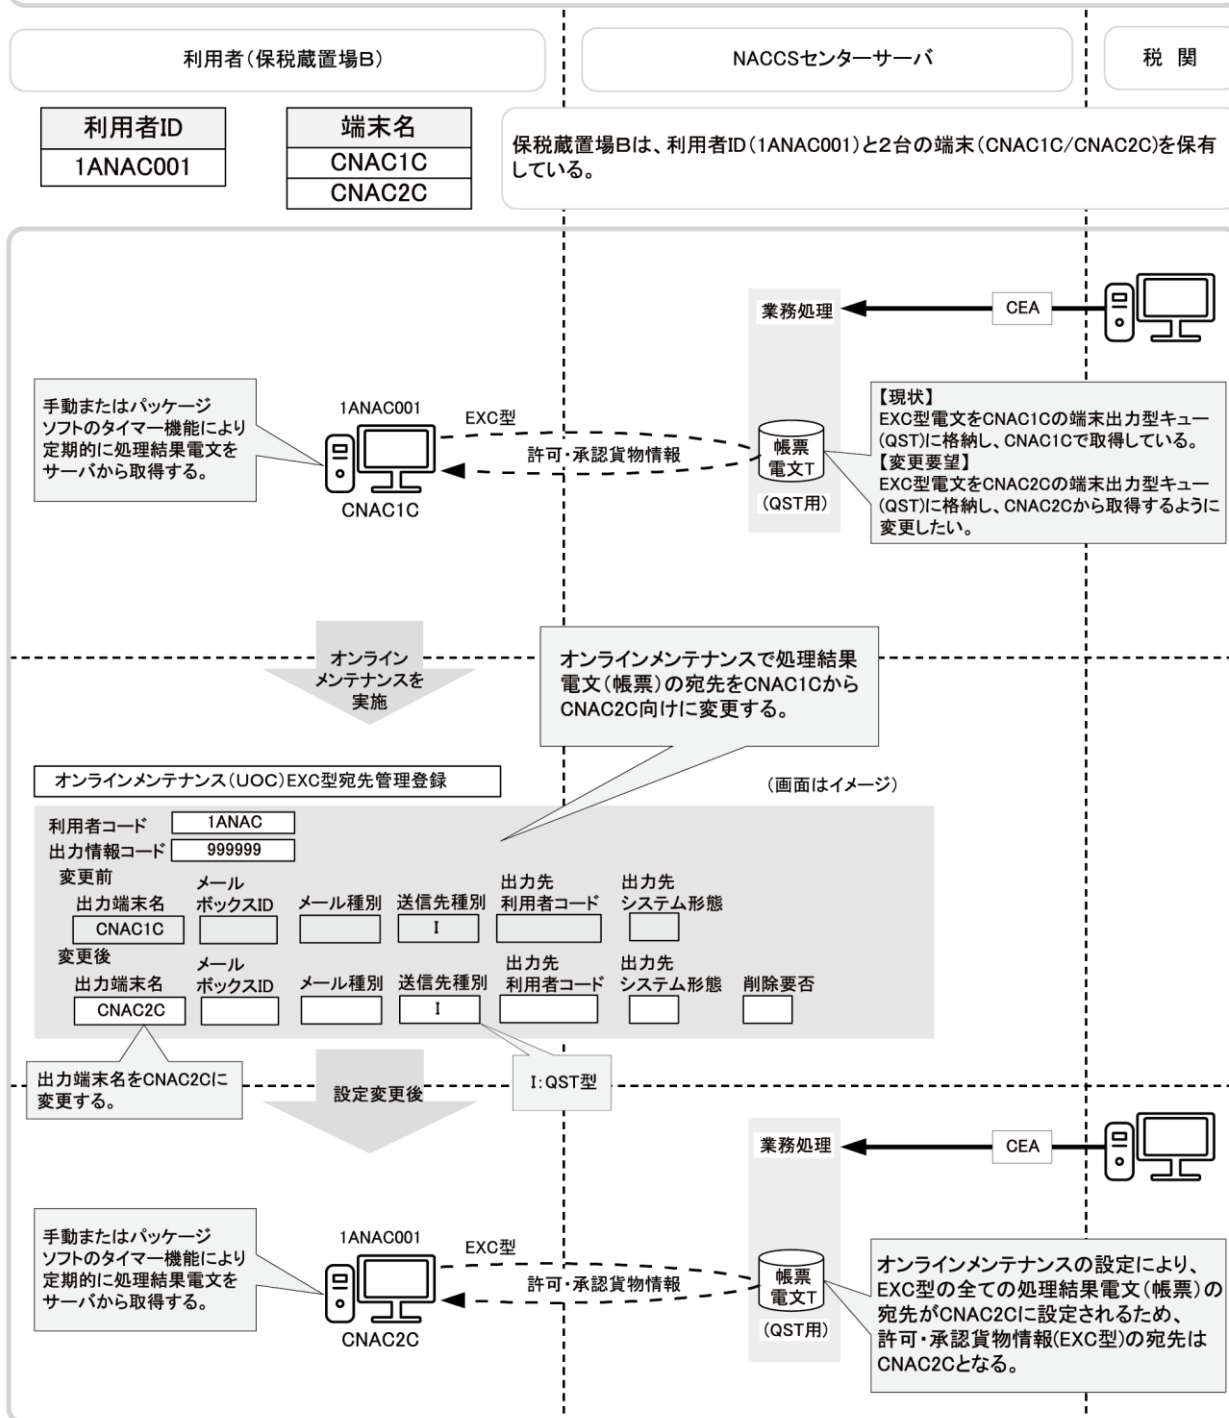 利用者(保税蔵置場B)
NACCSセンターサーバ
税 関
利用者ID
1ANAC001
端末名
CNAC1C
CNAC2C
保税蔵置場Bは、利用者ID(1ANAC001)と2台の端末(CNAC1C/CNAC2C)を保有
している。
業務処理
CEA
手動またはパッケージ
ソフトのタイマー機能により
定期的に処理結果電文を
サーバから取得する。
1ANAC001
CNAC1C
EXC型
許可・承認貨物情報
帳票
電文T
(QST用)
【現状】
EXC型電文をCNAC1Cの端末出力型キュー
(QST)に格納し、CNAC1Cで取得している。
【変更要望】
EXC型電文をCNAC2Cの端末出力型キュー
(QST)に格納し、CNAC2Cから取得するように
変更したい。
オンライン
メンテナンスを
実施
オンラインメンテナンスで処理結果
電文(帳票)の宛先をCNAC1Cから
CNAC2C向けに変更する。
オンラインメンテナンス(UOC)EXC型宛先管理登録
(画面はイメージ)
利用者コード 1ANAC
出力情報コード 999999
変更前
出力端末名 メール
ボックスID メール種別 送信先種別 出力先
利用者コード 出力先
システム形態
CNAC1C I
変更後
出力端末名 メール
ボックスID メール種別 送信先種別 出力先
利用者コード 出力先
システム形態 削除要否
CNAC2C I
出力端末名をCNAC2Cに
変更する。
設定変更後
I:QST型
業務処理
CEA
手動またはパッケージ
ソフトのタイマー機能により
定期的に処理結果電文を
サーバから取得する。
1ANAC001
CNAC2C
EXC型
許可・承認貨物情報
帳票
電文T
(QST用)
オンラインメンテナンスの設定により、
EXC型の全ての処理結果電文(帳票)の
宛先がCNAC2Cに設定されるため、
許可・承認貨物情報(EXC型)の宛先は
CNAC2Cとなる。